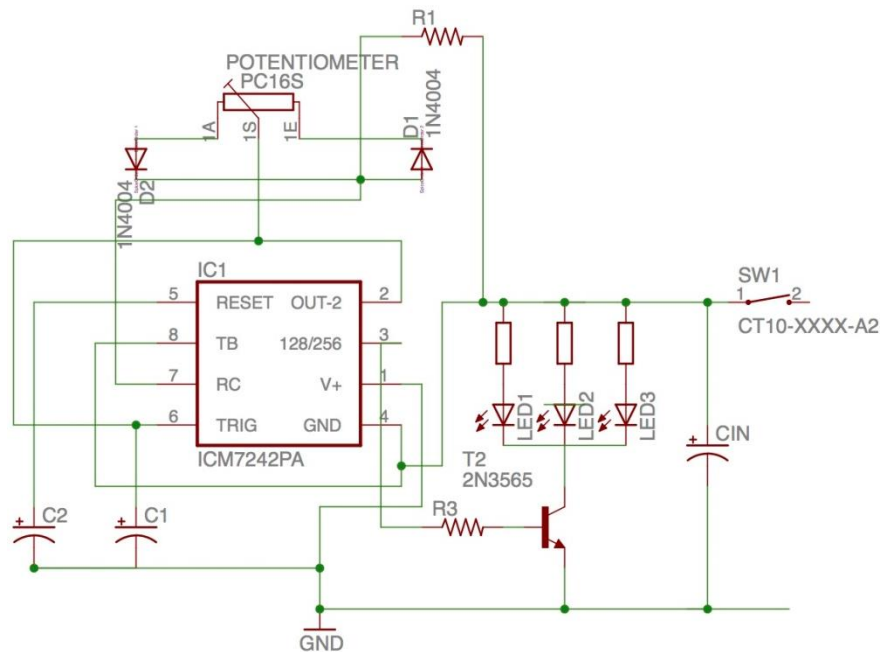 R1
POTENTIOMETER
PC16S
1A
1S
1E
D1
1N4004
1N4004
D2
IC1
5 RESET OUT-2 2
8 TB 128/256 3
7 RC V+ 1
6 TRIG GND 4
ICM7242PA
SW1
1 2
CT10-XXXX-A2
LED1
LED2
LED3
CIN
T2
2N3565
R3
+ C2
+ C1
+
GND